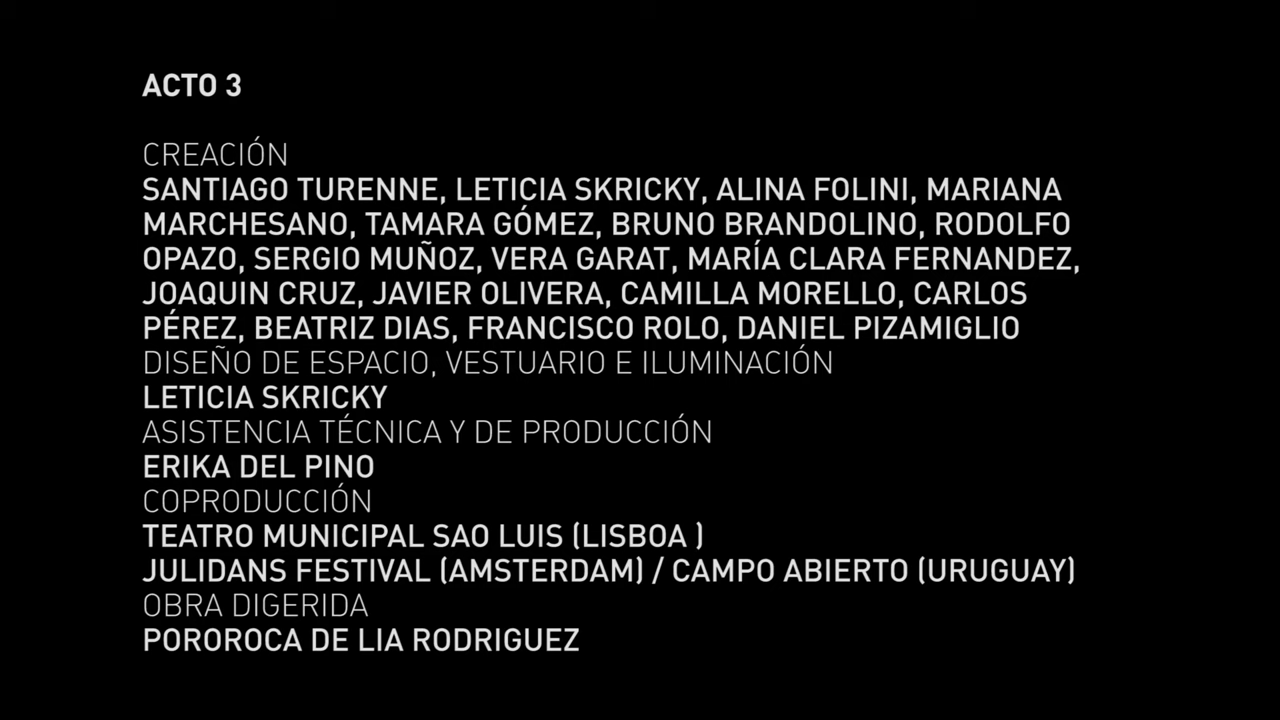 ACTO 3
CREACIÓN
SANTIAGO TURENNE, LETICIA SKRICKY, ALINA FOLINI, MARIANA
MARCHESANO, TAMARA GÓMEZ, BRUNO BRANDOLINO, RODOLFO
OPAZO, SERGIO MUÑOZ, VERA GARAT, MARÍA CLARA FERNANDEZ,
JOAQUIN CRUZ, JAVIER OLIVERA, CAMILLA MORELLO, CARLOS
PÉREZ, BEATRIZ DIAS, FRANCISCO ROLO, DANIEL PIZAMIGLIO
DISEÑO DE ESPACIO, VESTUARIO E ILUMINACIÓN
LETICIA SKRICKY
ASISTENCIA TÉCNICA Y DE PRODUCCIÓN
ERIKA DEL PINO
COPRODUCCIÓN
TEATRO MUNICIPAL SAO LUIS (LISBOA )
JULIDANS FESTIVAL (AMSTERDAM) / CAMPO ABIERTO (URUGUAY)
OBRA DIGERIDA
POROROCA DE LIA RODRIGUEZ